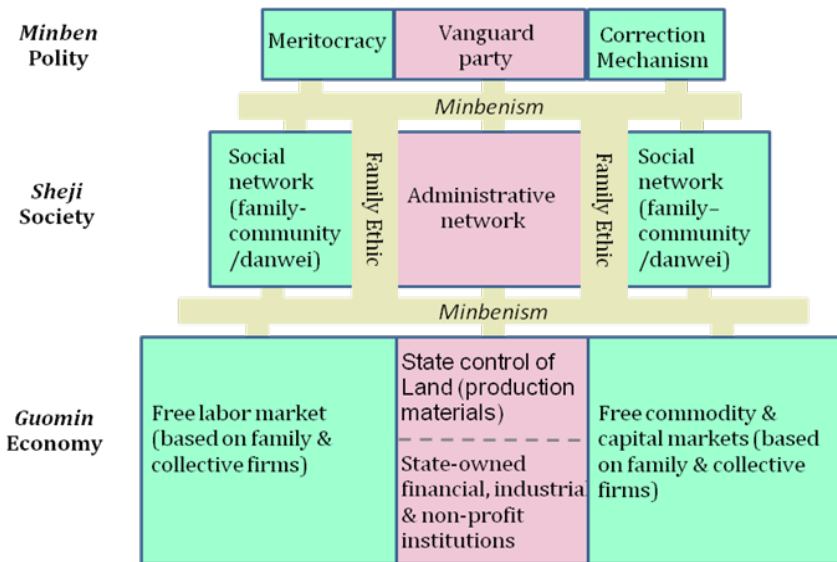 Minben
Polity
Meritocracy
Vanguard
party
Correction
Mechanism
Minbenism
Sheji
Society
Social
network
(family-
community
/danwei)
Family Ethic
Administrative
network
Family Ethic
Social
network
(family–
community
/danwei)
Minbenism
Guomin
Economy
Free labor market
(based on family &
collective firms)
State control of
Land (production
materials)
State-owned
financial, industrial
& non-profit
institutions
Free commodity &
capital markets (based
on family & collective
firms)